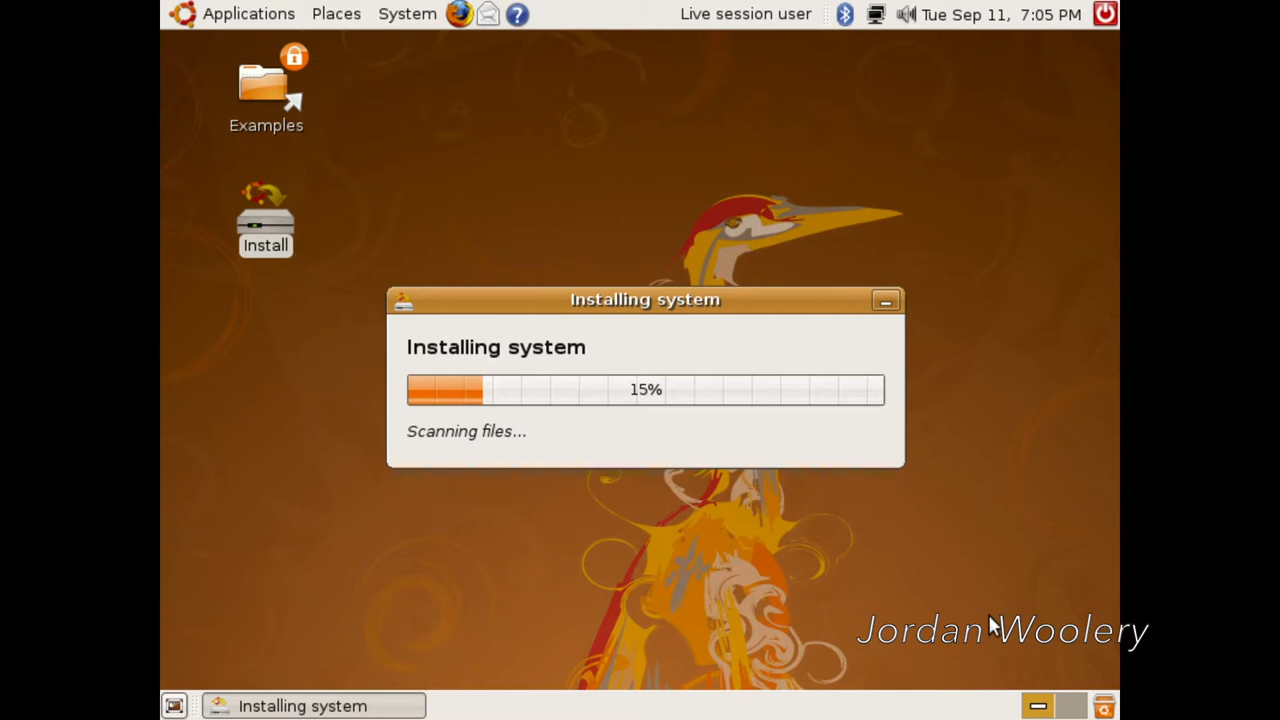 Applications Places System Live session user Tue Sep 11, 7:05 PM
Examples
Install
Installing system
Installing system
15%
Scanning files...
Jordan Woolery
Installing system